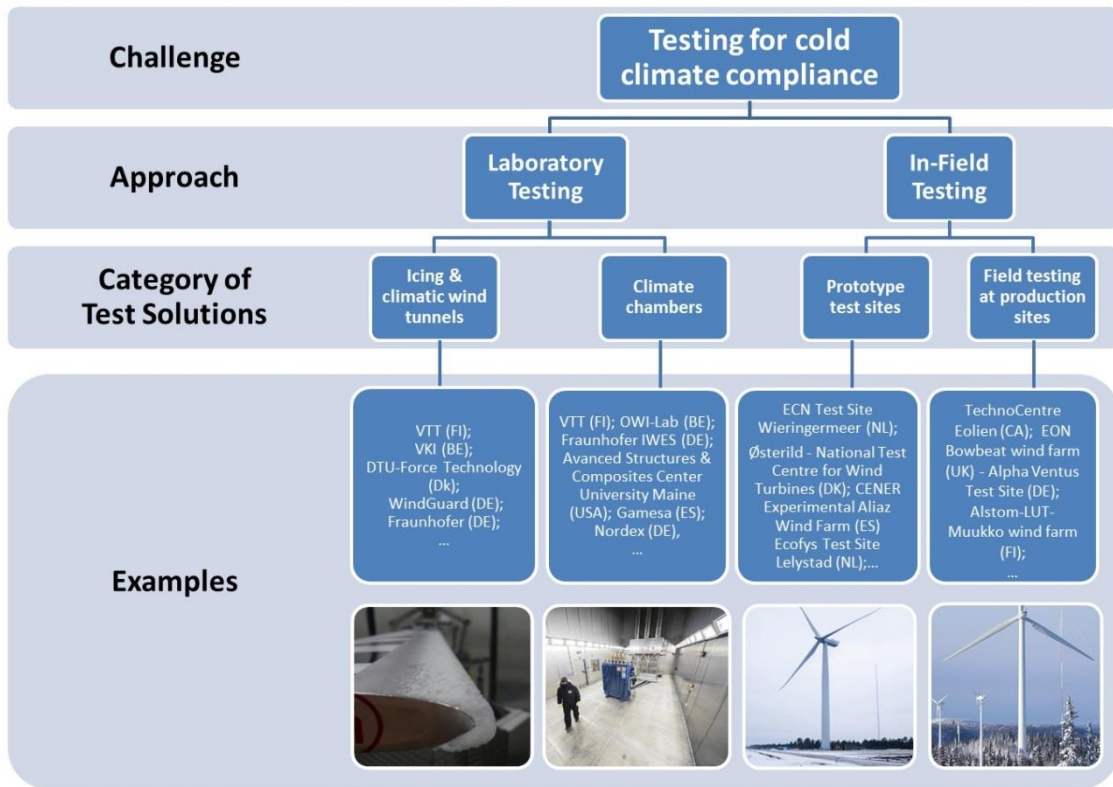 Challenge
Testing for cold
climate compliance
Approach
Laboratory
Testing
In-Field
Testing
Category of
Test Solutions
Icing &
climatic wind
tunnels
Climate
chambers
Prototype
test sites
Field testing
at production
sites
Examples
VTT (FI);
VKI (BE);
DTU-Force Technology
(Dk);
WindGuard (DE);
Fraunhofer (DE);
...
VTT (FI); OWI-Lab (BE);
Fraunhofer IWES (DE);
Avanced Structures &
Composites Center
University Maine
(USA); Gamesa (ES);
Nordex (DE),
...
ECN Test Site
Wieringermeer (NL);
Østerild - National Test
Centre for Wind
Turbines (DK); CENER
Experimental Aliaz
Wind Farm (ES)
Ecofys Test Site
Lelystad (NL);...
TechnoCentre
Eolien (CA); EON
Bowbeat wind farm
(UK) - Alpha Ventus
Test Site (DE);
Alstom-LUT-
Muukko wind farm
(FI);
...